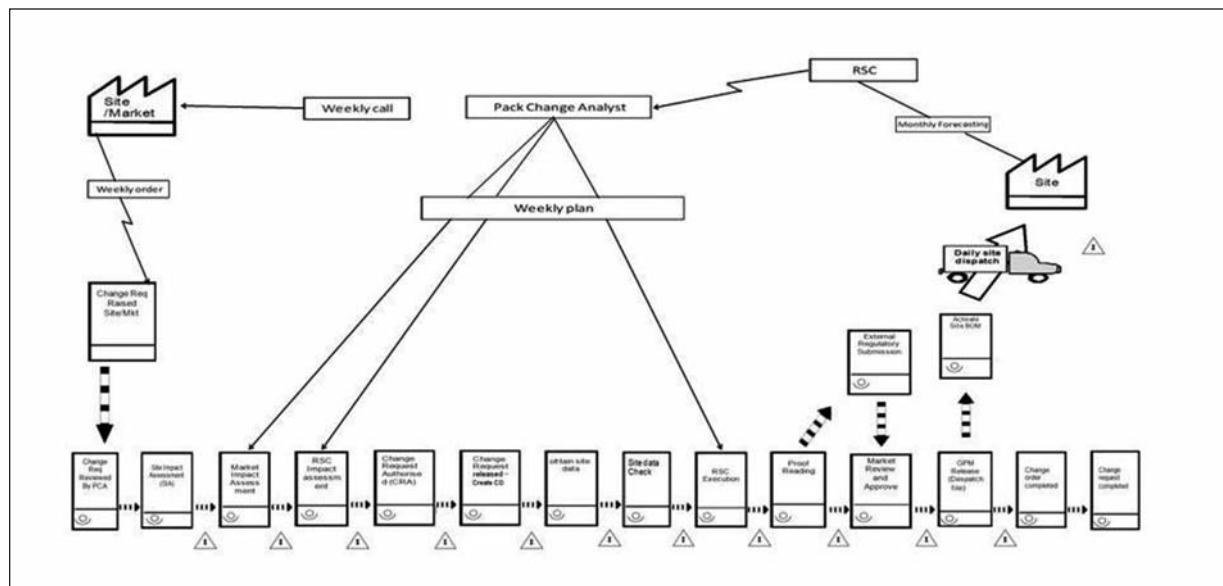 RSC
Site
/Market
Weekly call
Pack Change Analyst
Monthly Forecasting
Weekly order
Site
Weekly plan
Daily site
dispatch
Change Req
Raised
Site/Mkt
External
Regulatory
Submission
Activate
Site BOM
Change
Req
Reviewed
By PCA
Site Impact
Assessment
(SIA)
Market
Impact
Assess
ment
RSC
Impact
assessm
ent
Change
Request
Authorise
d (CRA)
Change
Request
released –
Create CO
obtain site
data
Site data
Check
RSC
Execution
Proof
Reading
Market
Review
and
Approve
GPM
Release
(Dispatch
file)
Change
order
completed
Change
request
completed